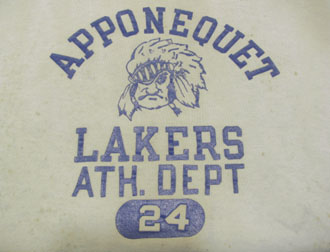 APPONEQUET
LAKERS
ATH. DEPT
24